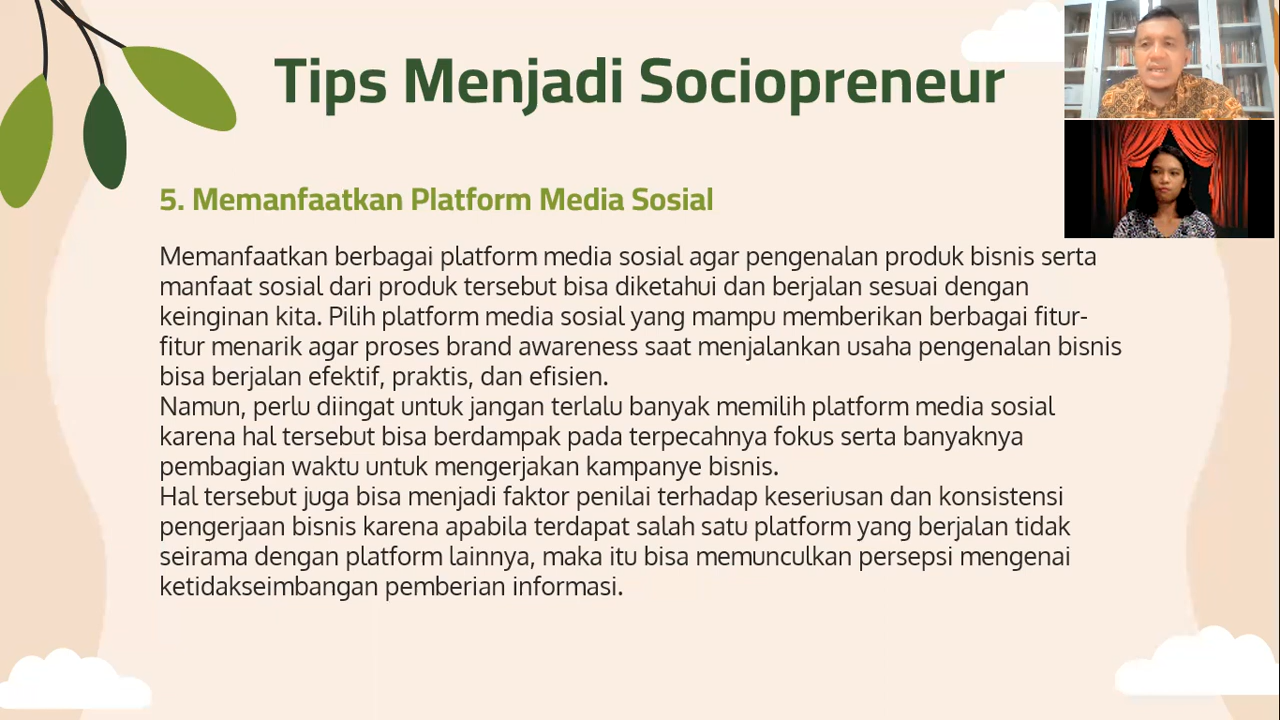 Tips Menjadi Sociopreneur
5. Memanfaatkan Platform Media Sosial
Memanfaatkan berbagai platform media sosial agar pengenalan produk bisnis serta
manfaat sosial dari produk tersebut bisa diketahui dan berjalan sesuai dengan
keinginan kita. Pilih platform media sosial yang mampu memberikan berbagai fitur-
fitur menarik agar proses brand awareness saat menjalankan usaha pengenalan bisnis
bisa berjalan efektif, praktis, dan efisien.
Namun, perlu diingat untuk jangan terlalu banyak memilih platform media sosial
karena hal tersebut bisa berdampak pada terpecahnya fokus serta banyaknya
pembagian waktu untuk mengerjakan kampanye bisnis.
Hal tersebut juga bisa menjadi faktor penilai terhadap keseriusan dan konsistensi
pengerjaan bisnis karena apabila terdapat salah satu platform yang berjalan tidak
seirama dengan platform lainnya, maka itu bisa memunculkan persepsi mengenai
ketidakseimbangan pemberian informasi.